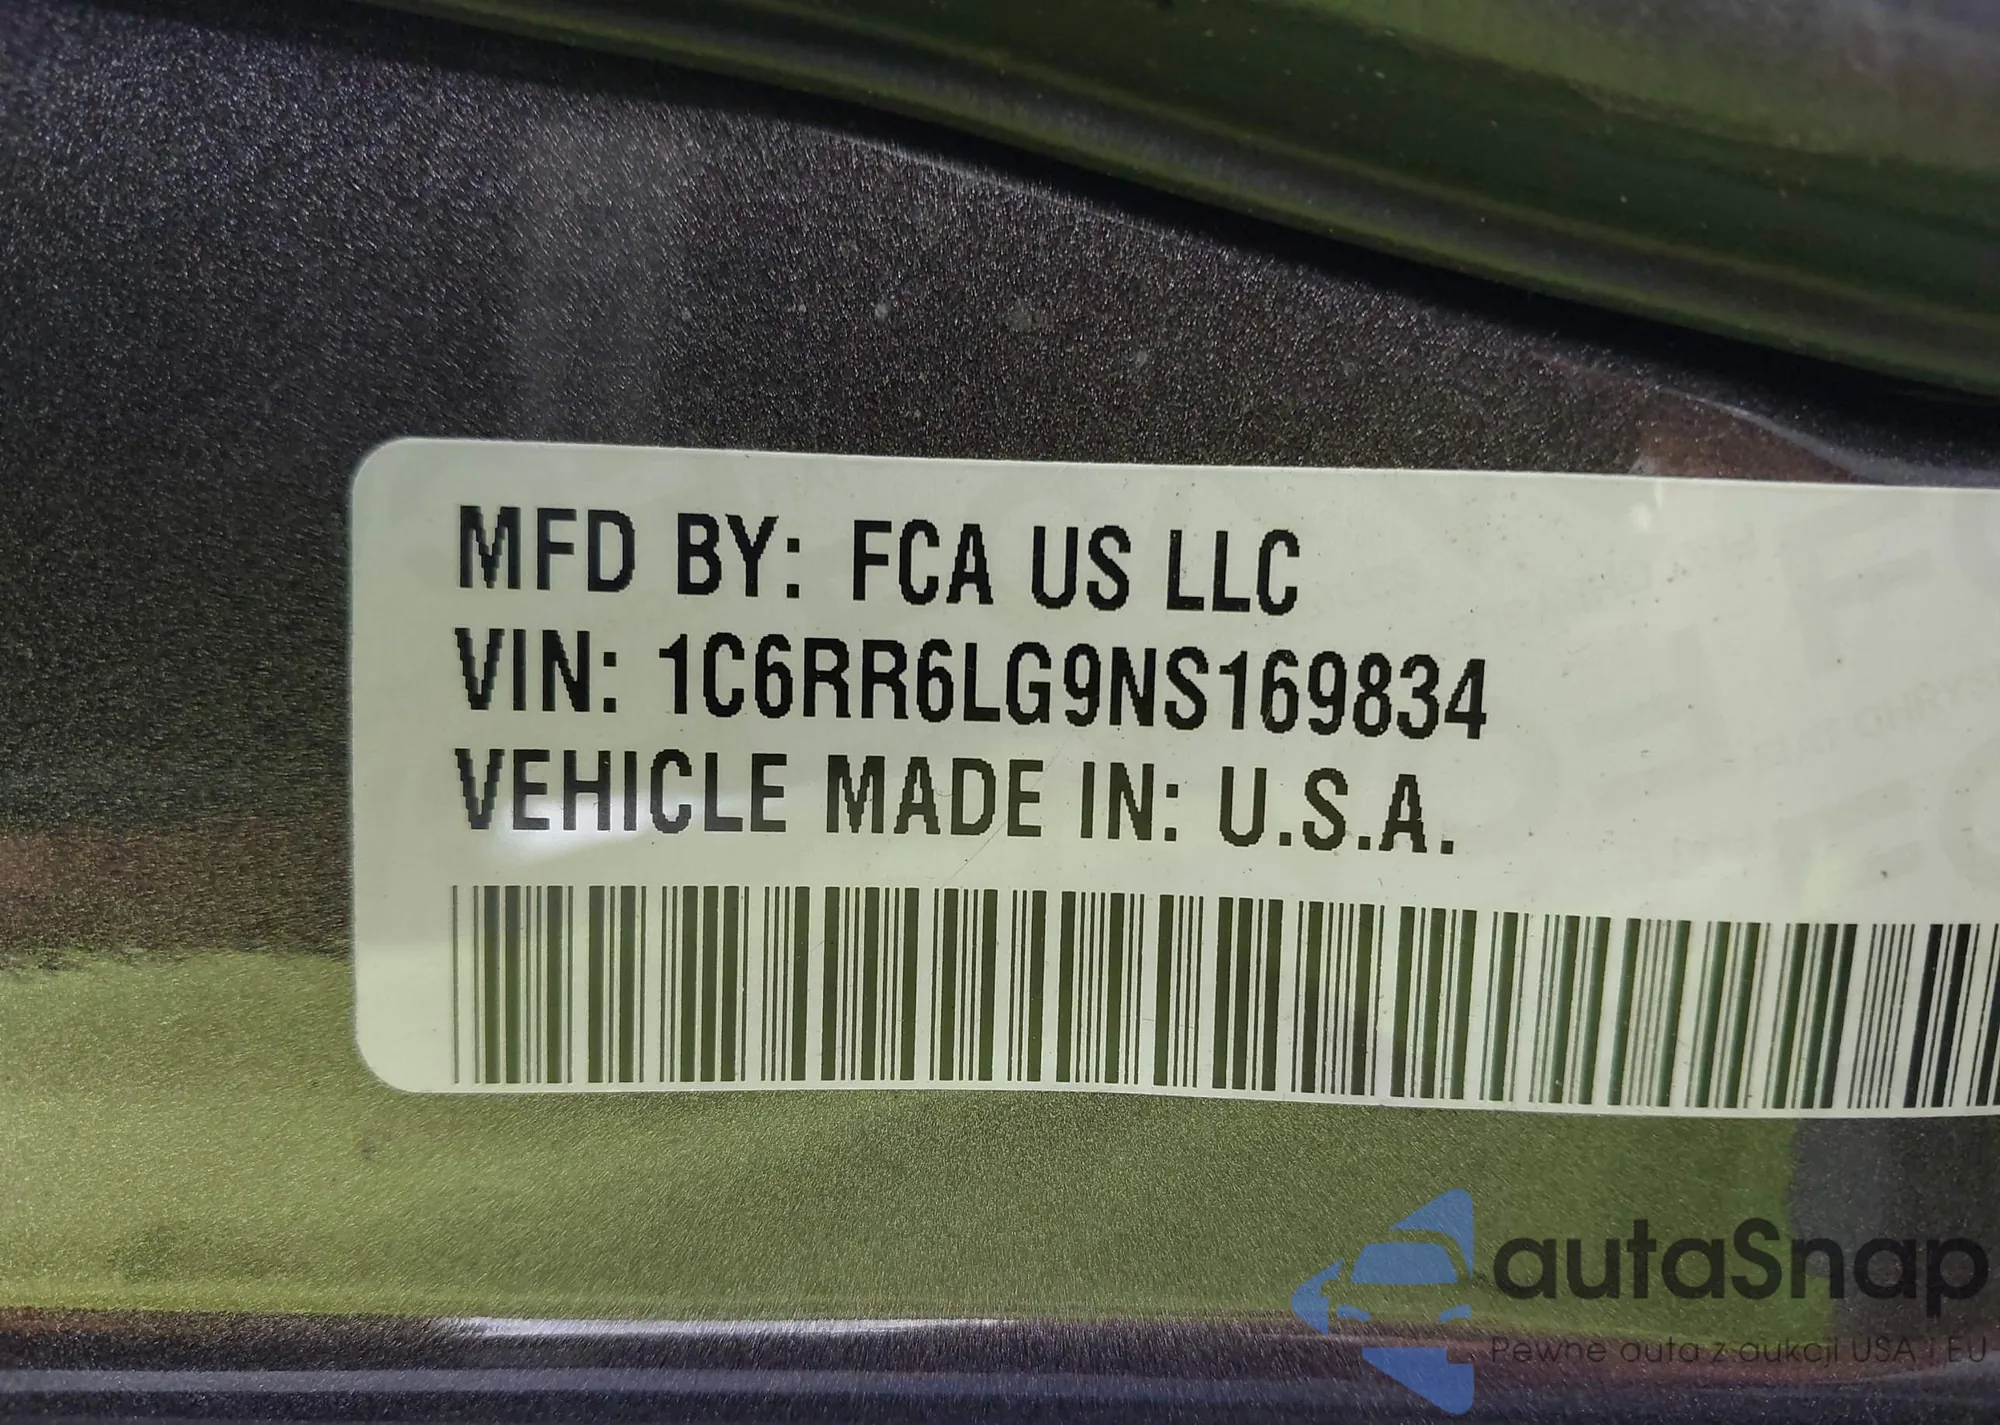 MFD BY: FCA US LLC
VIN: 1C6RR6LG9NS169834
VEHICLE MADE IN: U.S.A.
autaSnap
Pewne auta z aukcji USA i EU